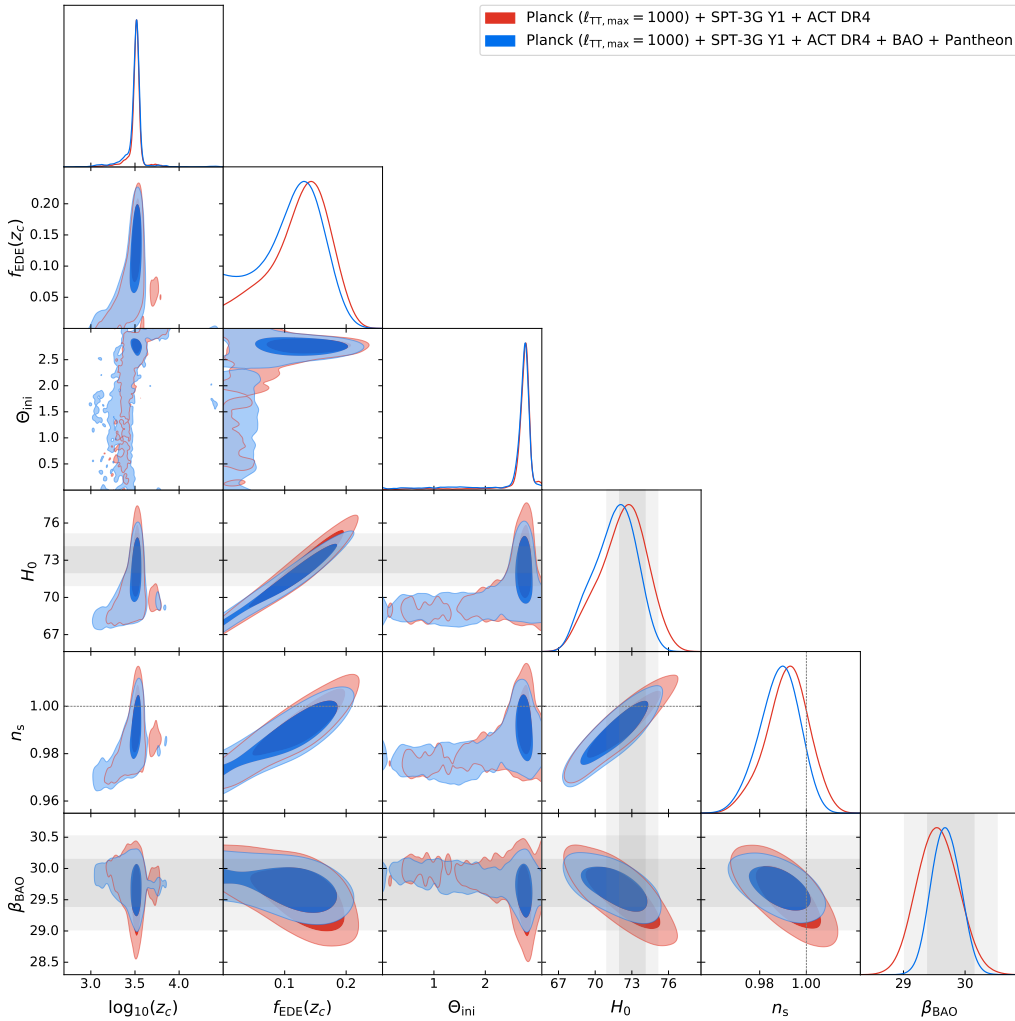 Planck (ℓTT,max = 1000) + SPT-3G Y1 + ACT DR4
Planck (ℓTT,max = 1000) + SPT-3G Y1 + ACT DR4 + BAO + Pantheon
fEDE(zc)
0.20
0.15
0.10
0.05
Θini
2.5
2.0
1.5
1.0
0.5
H0
76
73
70
67
ns
1.00
0.98
0.96
βBAO
30.5
30.0
29.5
29.0
28.5
3.0 3.5 4.0 0.1 0.2 1 2 67 70 73 76 0.98 1.00 29 30
log10(zc) fEDE(zc) Θini H0 ns βBAO